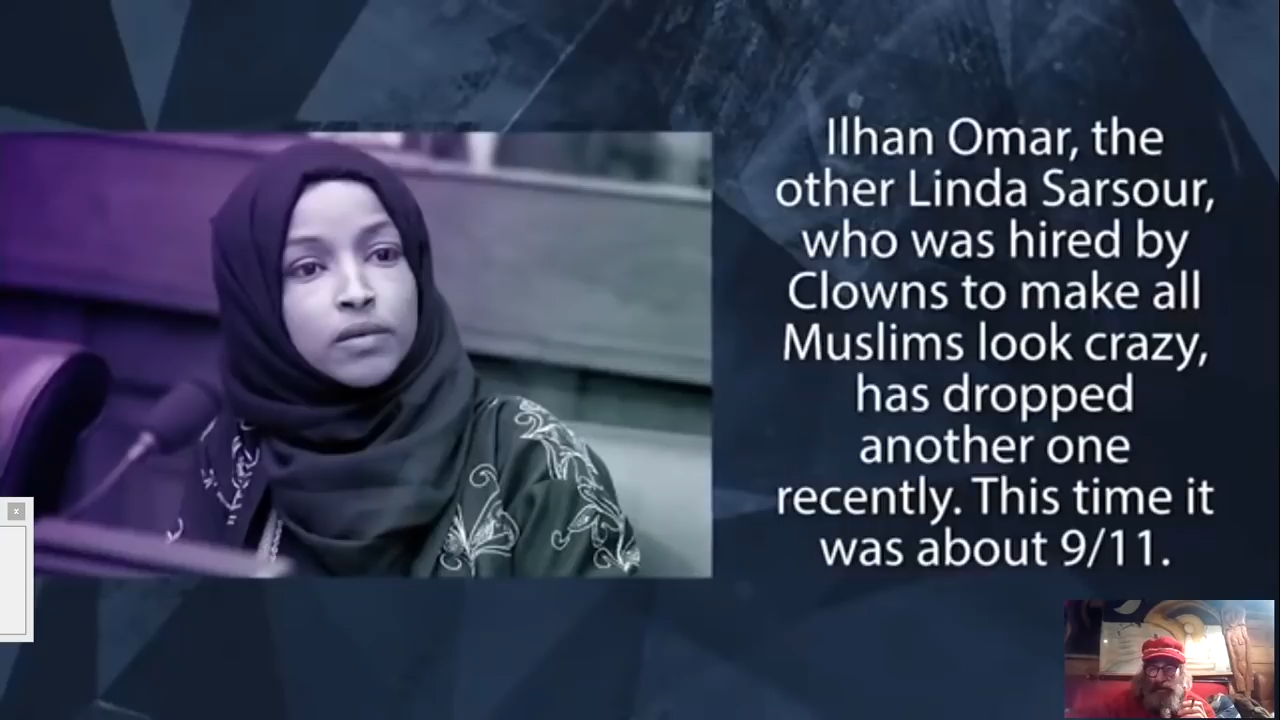 Ilhan Omar, the
other Linda Sarsour,
who was hired by
Clowns to make all
Muslims look crazy,
has dropped
another one
recently. This time it
was about 9/11.
x